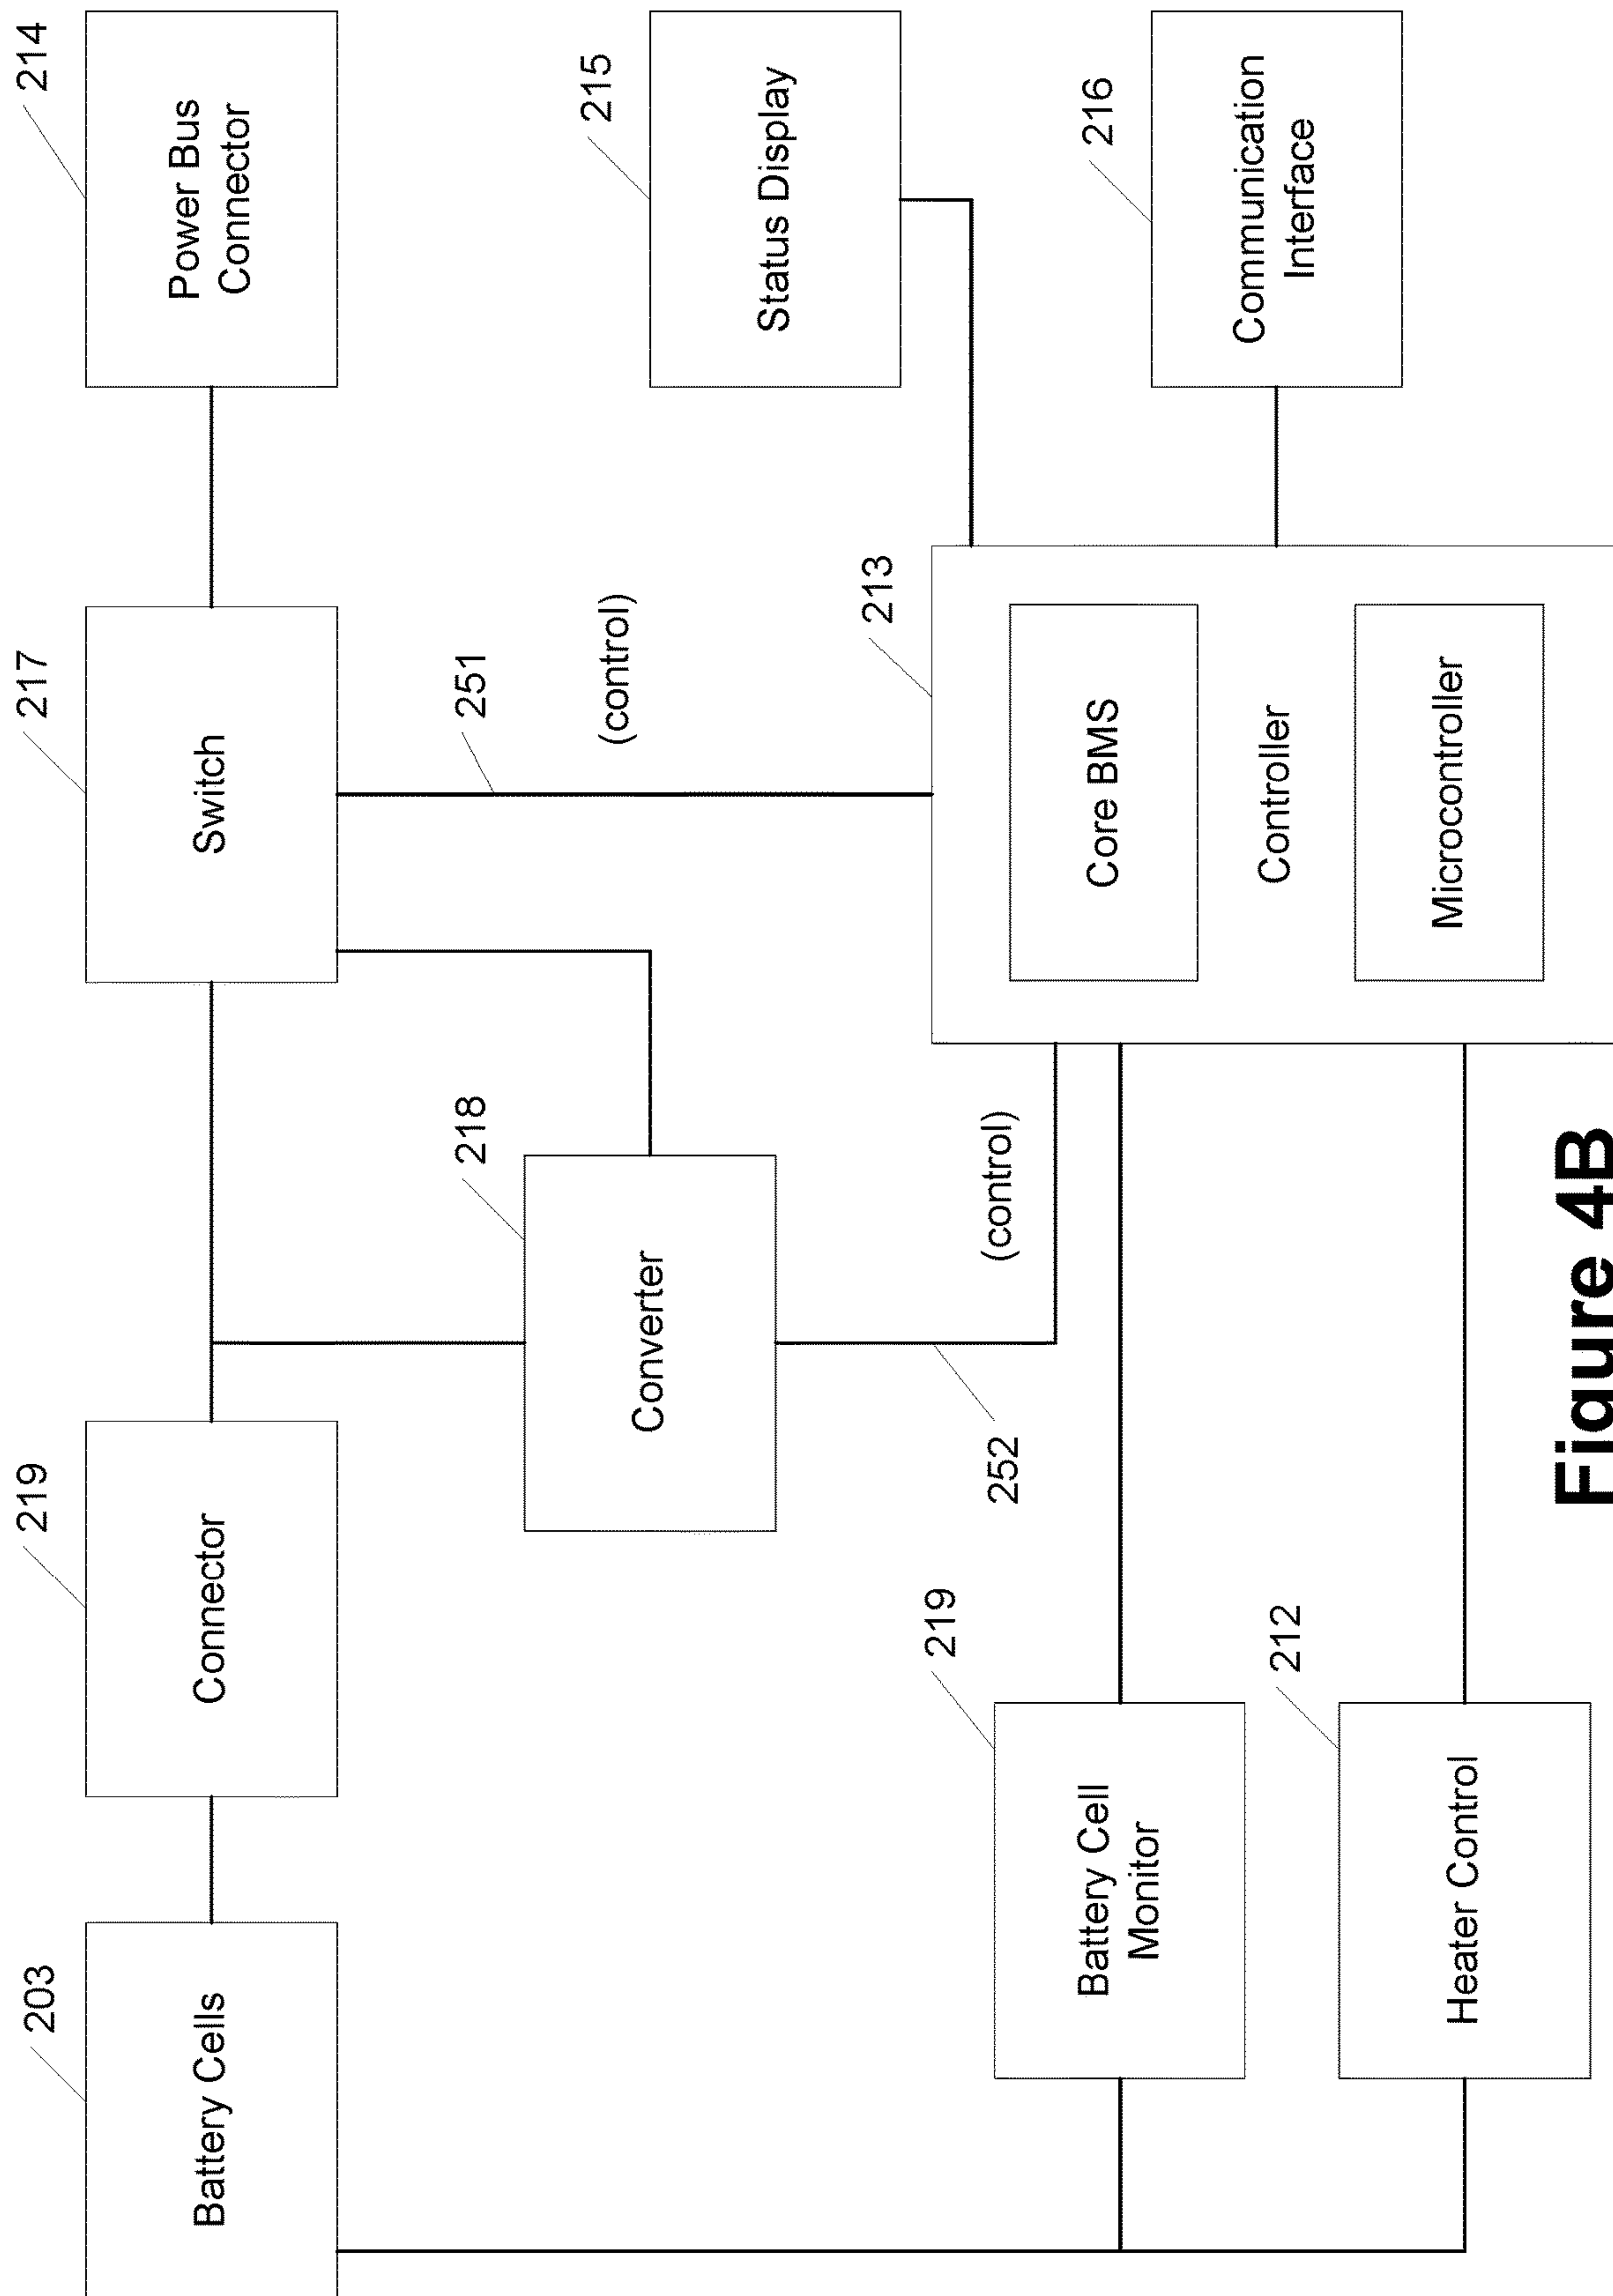 203
Battery Cells
219
Connector
217
Switch
214
Power Bus
Connector
218
Converter
251
(control)
215
Status Display
252
(control)
213
Core BMS
Controller
Microcontroller
216
Communication
Interface
219
Battery Cell
Monitor
212
Heater Control
Figure 4B